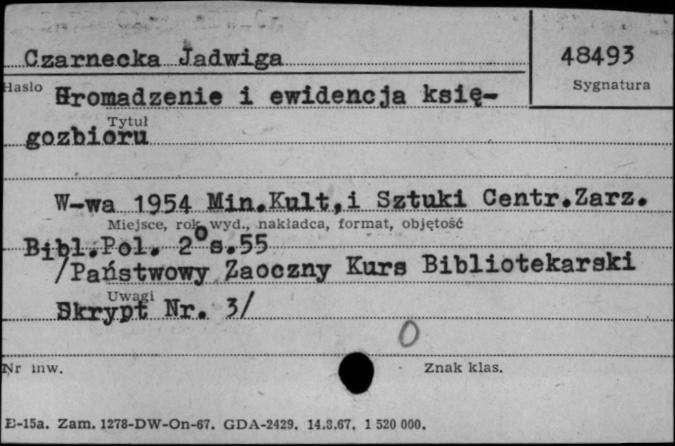 Czarnecka Jadwiga
48493
Hasło
Sygnatura
Gromadzenie i ewidencja księ-
Tytuł
gozbioru
W-wa 1954 Min.Kult,i Sztuki Centr.Zarz.
Miejsce, rok wyd., nakładca, format, objętość
Bibl.Pol. 2° s.55
/Państwowy Zaoczny Kurs Bibliotekarski
Uwagi
Skrypt Nr. 3/
0
Nr inw.
Znak klas.
E-15a. Zam. 1278-DW-On-67. GDA-2429. 14.8.67. 1 520 000.